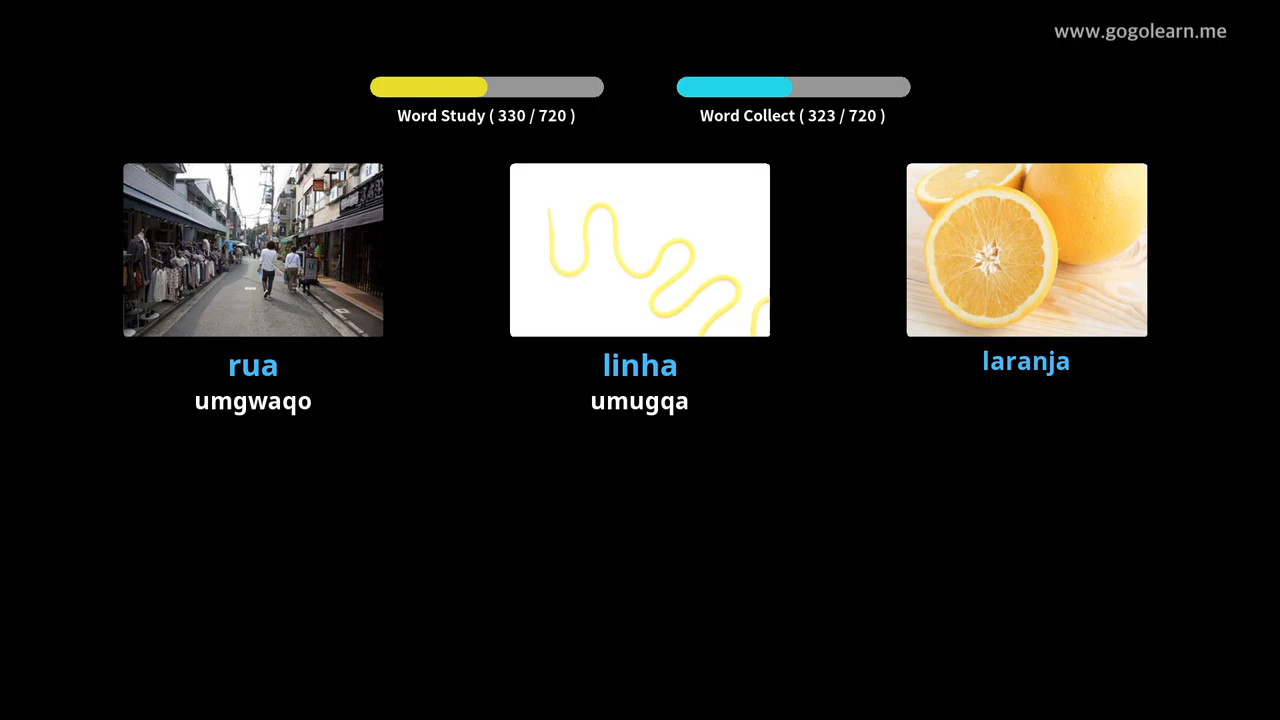 www.gogolearn.me
Word Study ( 330 / 720 )
Word Collect ( 323 / 720 )
rua
umgwaqo
linha
umugqa
laranja